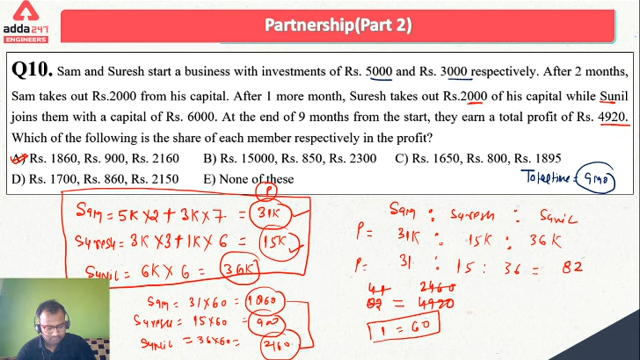 adda247
ENGINEERS
Partnership(Part 2)
Q10. Sam and Suresh start a business with investments of Rs. 5000 and Rs. 3000 respectively. After 2 months,
Sam takes out Rs.2000 from his capital. After 1 more month, Suresh takes out Rs.2000 of his capital while Sunil
joins them with a capital of Rs. 6000. At the end of 9 months from the start, they earn a total profit of Rs. 4920.
Which of the following is the share of each member respectively in the profit?
A) Rs. 1860, Rs. 900, Rs. 2160 B) Rs. 15000, Rs. 850, Rs. 2300 C) Rs. 1650, Rs. 800, Rs. 1895
D) Rs. 1700, Rs. 860, Rs. 2150 E) None of these
Total time = 9 mo
P
Sam = 5K x 2 + 3K x 7 = 31K
Suresh = 3K x 3 + 1K x 6 = 15K
Sunil = 6K x 6 = 36K
Sam = 31 x 60 = 1860
Suresh = 15 x 60 = 900
Sunil = 36 x 60 = 2160
Sam : Suresh : Sunil
P = 31K : 15K : 36K
P = 31 : 15 : 36 = 82
41 2460
82 = 4920
1 = 60